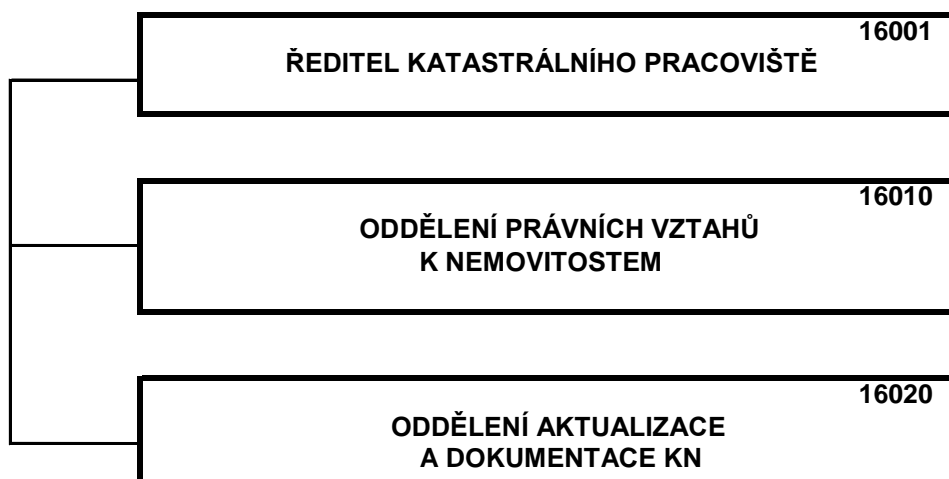 16001
ŘEDITEL KATASTRÁLNÍHO PRACOVIŠTĚ
16010
ODDĚLENÍ PRÁVNÍCH VZTAHŮ
K NEMOVITOSTEM
16020
ODDĚLENÍ AKTUALIZACE
A DOKUMENTACE KN